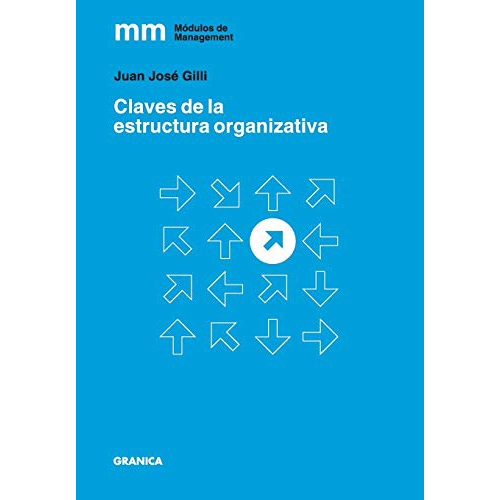 mm
Módulos de
Management
Juan José Gilli
Claves de la
estructura organizativa
GRANICA